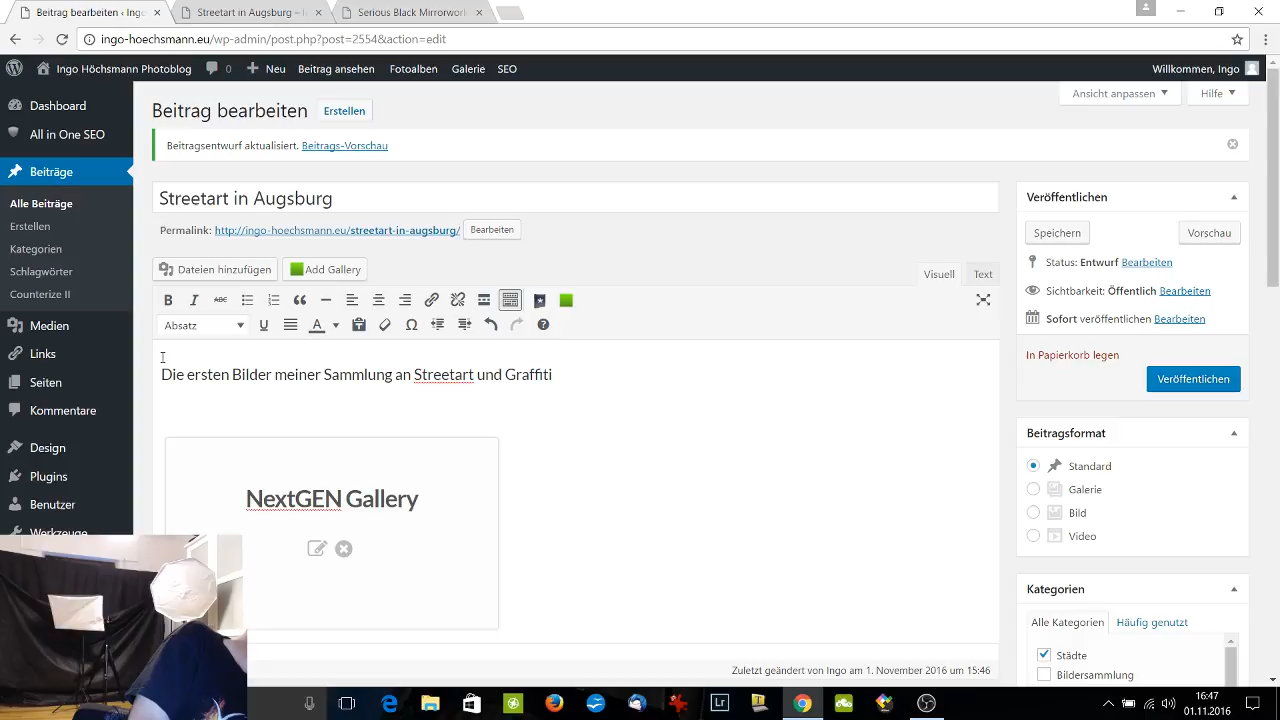 Beitrag bearbeiten ‹ Ing
Streetart in Augsburg –
Serious Black Mirrorwor
ingo-hoechsmann.eu/wp-admin/post.php?post=2554&action=edit
Ingo Höchsmann Photoblog 0 Neu Beitrag ansehen Fotoalben Galerie SEO
Willkommen, Ingo
Dashboard
All in One SEO
Beiträge
Alle Beiträge
Erstellen
Kategorien
Schlagwörter
Counterize II
Medien
Links
Seiten
Kommentare
Design
Plugins
Benutzer
Werkzeuge
Ansicht anpassen
Hilfe
Beitrag bearbeiten Erstellen
Beitragsentwurf aktualisiert. Beitrags-Vorschau
Streetart in Augsburg
Permalink: http://ingo-hoechsmann.eu/streetart-in-augsburg/ Bearbeiten
Dateien hinzufügen Add Gallery
Visuell Text
B I ABC
Absatz U A Ω
Die ersten Bilder meiner Sammlung an Streetart und Graffiti
NextGEN Gallery
Zuletzt geändert von Ingo am 1. November 2016 um 15:46
Veröffentlichen
Speichern Vorschau
Status: Entwurf Bearbeiten
Sichtbarkeit: Öffentlich Bearbeiten
Sofort veröffentlichen Bearbeiten
In Papierkorb legen
Veröffentlichen
Beitragsformat
Standard
Galerie
Bild
Video
Kategorien
Alle Kategorien Häufig genutzt
Städte
Bildersammlung
Lr
16:47
01.11.2016